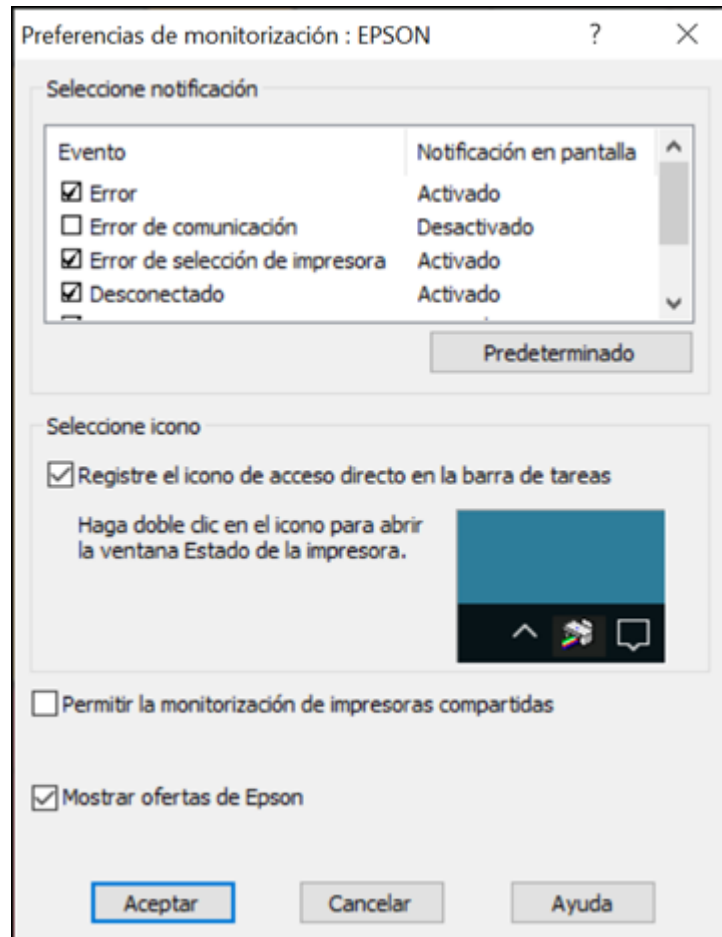 Preferencias de monitorización : EPSON
Seleccione notificación
Evento Notificación en pantalla
Error Activado
Error de comunicación Desactivado
Error de selección de impresora Activado
Desconectado Activado
Predeterminado
Seleccione icono
Registre el icono de acceso directo en la barra de tareas
Haga doble clic en el icono para abrir
la ventana Estado de la impresora.
Permitir la monitorización de impresoras compartidas
Mostrar ofertas de Epson
Aceptar Cancelar Ayuda